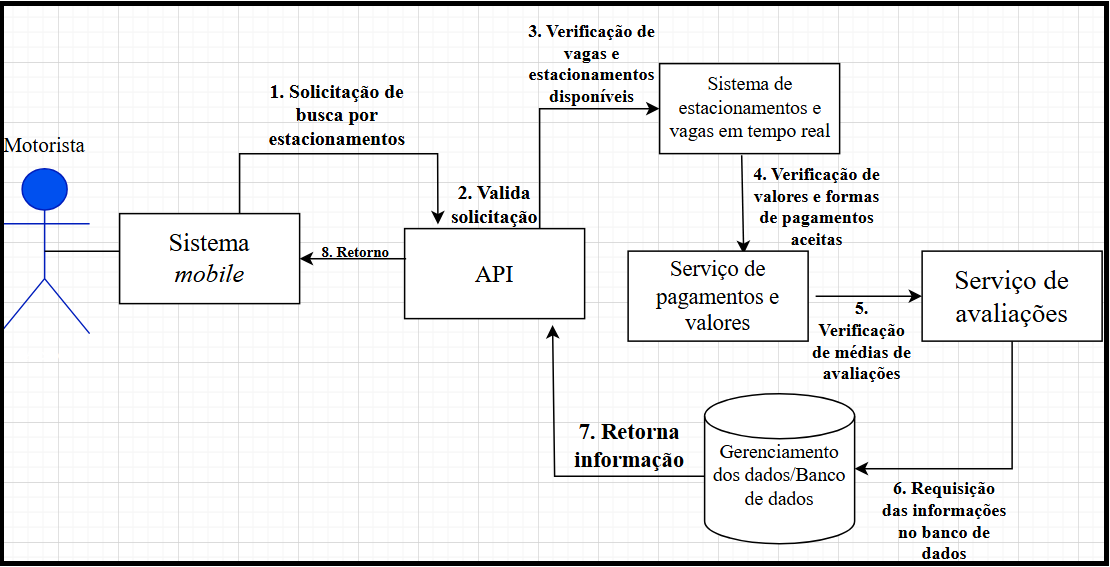 Motorista
Sistema
mobile
1. Solicitação de
busca por
estacionamentos
2. Valida
solicitação
API
3. Verificação de
vagas e
estacionamentos
disponíveis
Sistema de
estacionamentos e
vagas em tempo real
4. Verificação de
valores e formas
de pagamentos
aceitas
Serviço de
pagamentos e
valores
5.
Verificação
de médias de
avaliações
Serviço de
avaliações
6. Requisição
das informações
no banco de
dados
Gerenciamento
dos dados/Banco
de dados
7. Retorna
informação
8. Retorno